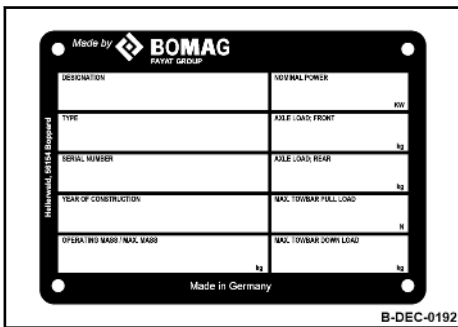 Made by BOMAG
FAYAT GROUP
DESIGNATION NOMINAL POWER
KW
TYPE AXLE LOAD; FRONT
kg
SERIAL NUMBER AXLE LOAD; REAR
kg
YEAR OF CONSTRUCTION MAX. TOWBAR PULL LOAD
N
OPERATING MASS / MAX. MASS MAX. TOWBAR DOWN LOAD
kg kg
Hellerwald, 56154 Boppard
Made in Germany
B-DEC-0192